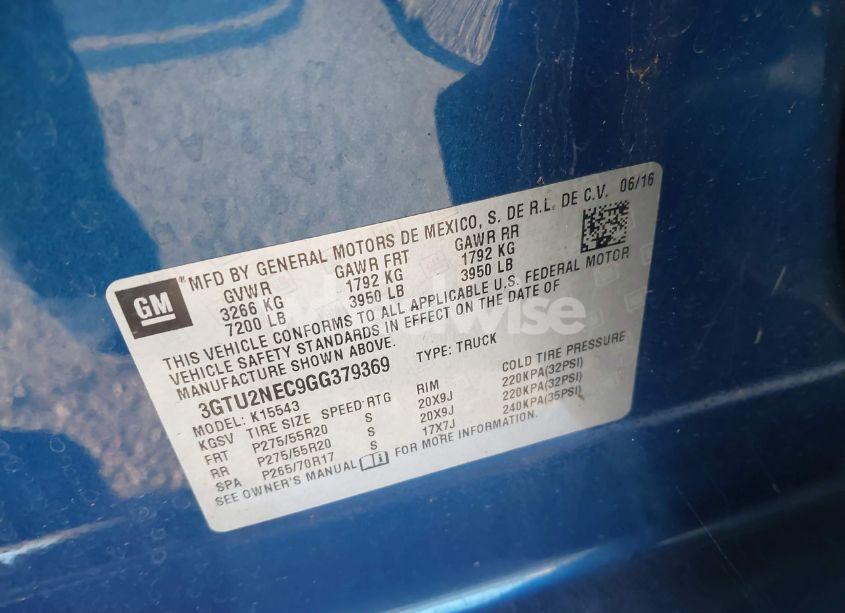 GM
MFD BY GENERAL MOTORS DE MEXICO, S. DE R.L. DE C.V. 06/16
GVWR GAWR FRT GAWR RR
3266 KG 1792 KG 1792 KG
7200 LB 3950 LB 3950 LB
THIS VEHICLE CONFORMS TO ALL APPLICABLE U.S. FEDERAL MOTOR
VEHICLE SAFETY STANDARDS IN EFFECT ON THE DATE OF
MANUFACTURE SHOWN ABOVE.
3GTU2NEC9GG379369 TYPE: TRUCK
MODEL: K15543
KGSV TIRE SIZE SPEED RTG RIM COLD TIRE PRESSURE
FRT P275/55R20 S 20X9J 220KPA(32PSI)
RR P275/55R20 S 20X9J 220KPA(32PSI)
SPA P265/70R17 S 17X7J 240KPA(35PSI)
SEE OWNER'S MANUAL FOR MORE INFORMATION.